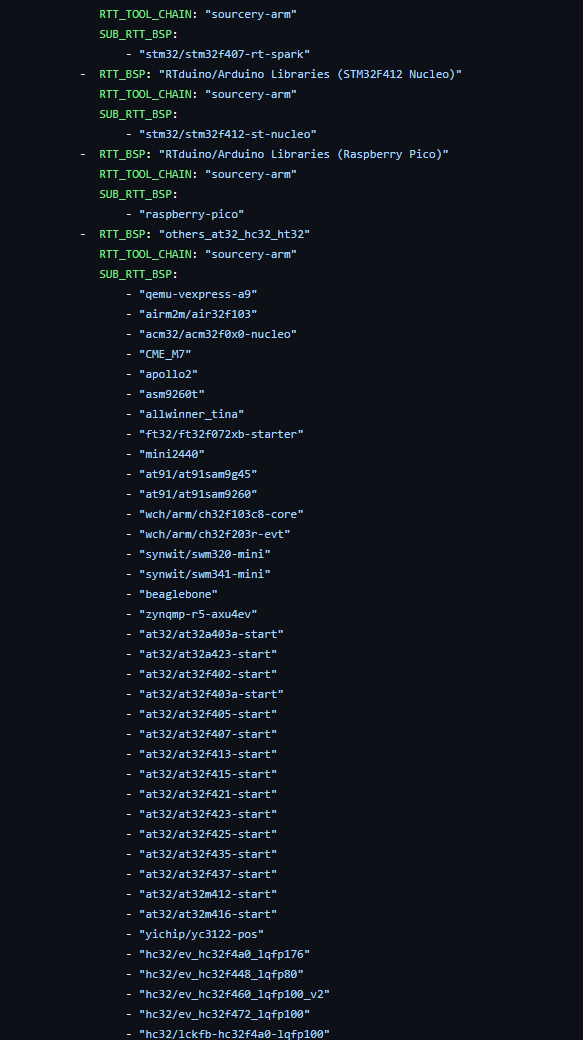 RTT_TOOL_CHAIN: "sourcery-arm"
SUB_RTT_BSP:
- "stm32/stm32f407-rt-spark"
- RTT_BSP: "RTduino/Arduino Libraries (STM32F412 Nucleo)"
RTT_TOOL_CHAIN: "sourcery-arm"
SUB_RTT_BSP:
- "stm32/stm32f412-st-nucleo"
- RTT_BSP: "RTduino/Arduino Libraries (Raspberry Pico)"
RTT_TOOL_CHAIN: "sourcery-arm"
SUB_RTT_BSP:
- "raspberry-pico"
- RTT_BSP: "others_at32_hc32_ht32"
RTT_TOOL_CHAIN: "sourcery-arm"
SUB_RTT_BSP:
- "qemu-vexpress-a9"
- "airm2m/air32f103"
- "acm32/acm32f0x0-nucleo"
- "CME_M7"
- "apollo2"
- "asm9260t"
- "allwinner_tina"
- "ft32/ft32f072xb-starter"
- "mini2440"
- "at91/at91sam9g45"
- "at91/at91sam9260"
- "wch/arm/ch32f103c8-core"
- "wch/arm/ch32f203r-evt"
- "synwit/swm320-mini"
- "synwit/swm341-mini"
- "beaglebone"
- "zynqmp-r5-axu4ev"
- "at32/at32a403a-start"
- "at32/at32a423-start"
- "at32/at32f402-start"
- "at32/at32f403a-start"
- "at32/at32f405-start"
- "at32/at32f407-start"
- "at32/at32f413-start"
- "at32/at32f415-start"
- "at32/at32f421-start"
- "at32/at32f423-start"
- "at32/at32f425-start"
- "at32/at32f435-start"
- "at32/at32f437-start"
- "at32/at32m412-start"
- "at32/at32m416-start"
- "yichip/yc3122-pos"
- "hc32/ev_hc32f4a0_lqfp176"
- "hc32/ev_hc32f448_lqfp80"
- "hc32/ev_hc32f460_lqfp100_v2"
- "hc32/ev_hc32f472_lqfp100"
- "hc32/lckfb-hc32f4a0-lqfp100"